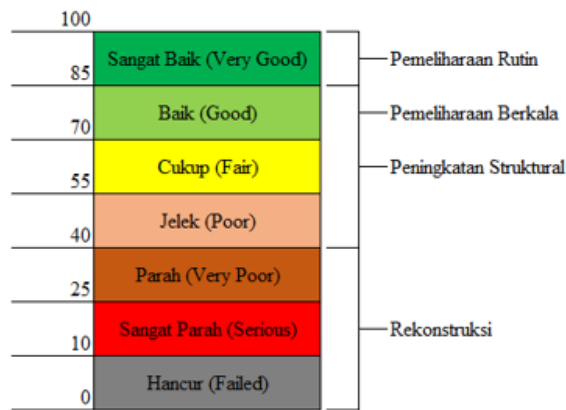 100
Sangat Baik (Very Good)
Pemeliharaan Rutin
85
Baik (Good)
Pemeliharaan Berkala
70
Cukup (Fair)
Peningkatan Struktural
55
Jelek (Poor)
40
Parah (Very Poor)
25
Sangat Parah (Serious)
Rekonstruksi
10
Hancur (Failed)
0